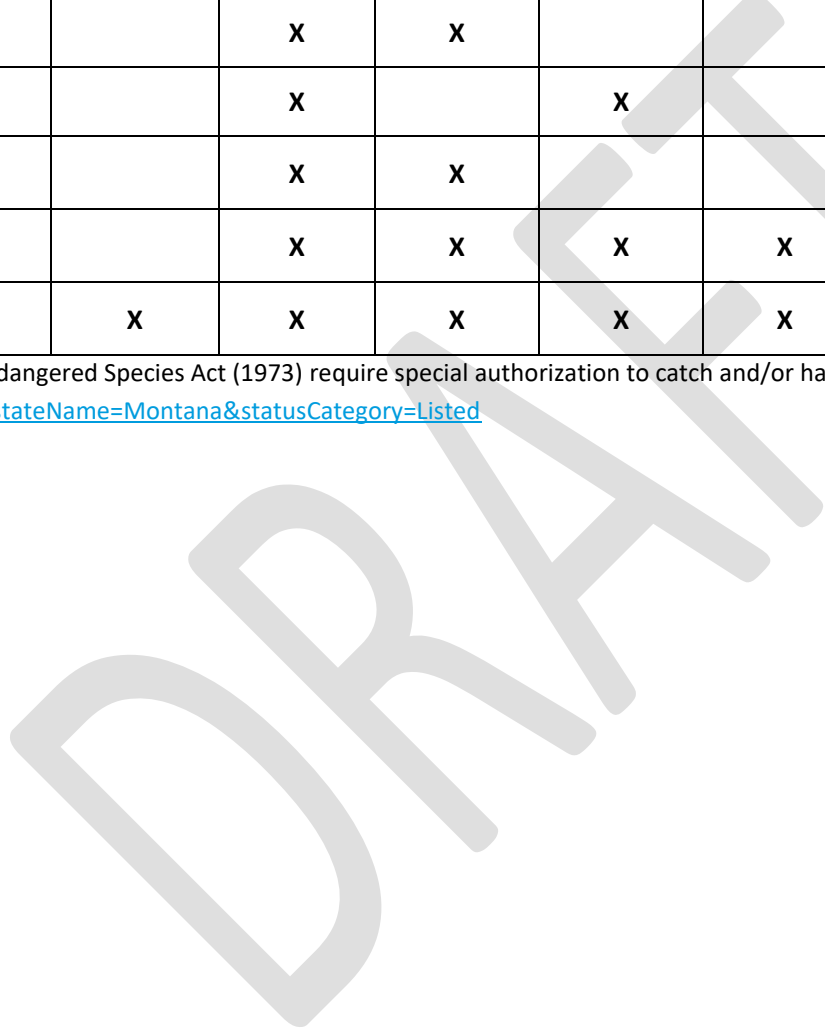 X X
X X
X X
X X X X
X X X X X
dangered Species Act (1973) require special authorization to catch and/or ha
tateName=Montana&statusCategory=Listed
DRAFT